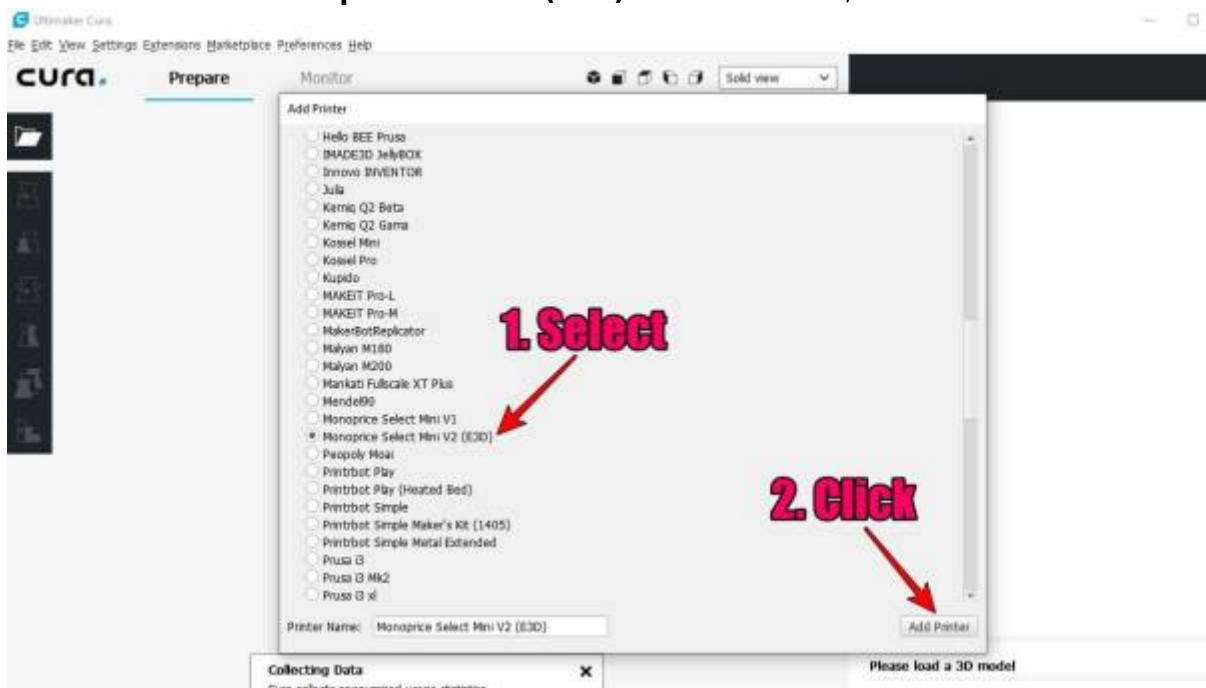 Ultimaker Cura
File Edit View Settings Extensions Marketplace Preferences Help
cura.
Prepare
Monitor
Solid view
Add Printer
Hello BEE Prusa
IMADE3D JellyBOX
Innovo INVENTOR
Julia
Kemiq Q2 Beta
Kemiq Q2 Gama
Kossel Mini
Kossel Pro
Kupido
MAKEiT Pro-L
MAKEiT Pro-M
MakerBotReplicator
1. Select
Malyan M180
Malyan M200
Mankati Fullscale XT Plus
Mendel90
Monoprice Select Mini V1
Monoprice Select Mini V2 (E3D)
Peopoly Moai
Printrbot Play
Printrbot Play (Heated Bed)
2. Click
Printrbot Simple
Printrbot Simple Maker's Kit (1405)
Printrbot Simple Metal Extended
Prusa i3
Prusa i3 Mk2
Prusa i3 xl
Printer Name: Monoprice Select Mini V2 (E3D)
Add Printer
Collecting Data
Please load a 3D model